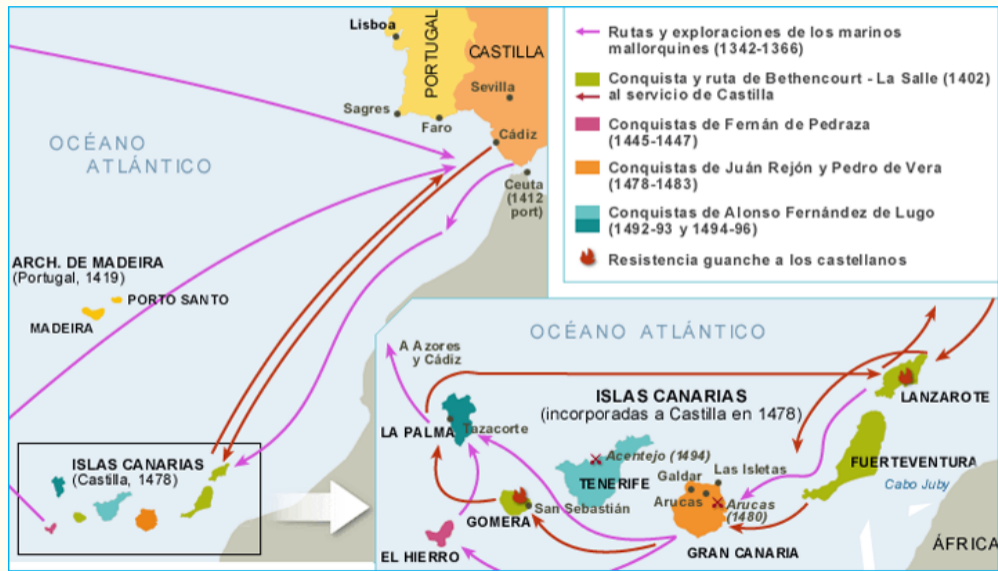 Lisboa
PORTUGAL
CASTILLA
Sevilla
Sagres
Faro
Cádiz
OCÉANO
ATLÁNTICO
Ceuta
(1412
port)
ARCH. DE MADEIRA
(Portugal, 1419)
PORTO SANTO
MADEIRA
ISLAS CANARIAS
(Castilla, 1478)
Rutas y exploraciones de los marinos
mallorquines (1342-1366)
Conquista y ruta de Bethencourt - La Salle (1402)
al servicio de Castilla
Conquistas de Fernán de Pedraza
(1445-1447)
Conquistas de Juán Rejón y Pedro de Vera
(1478-1483)
Conquistas de Alonso Fernández de Lugo
(1492-93 y 1494-96)
Resistencia guanche a los castellanos
OCÉANO ATLÁNTICO
A Azores
y Cádiz
ISLAS CANARIAS
(incorporadas a Castilla en 1478)
LANZAROTE
LA PALMA
Tazacorte
Acentejo (1494)
TENERIFE
Galdar
Las Isletas
Arucas
Arucas
(1480)
FUERTEVENTURA
Cabo Juby
San Sebastián
GOMERA
EL HIERRO
GRAN CANARIA
ÁFRICA